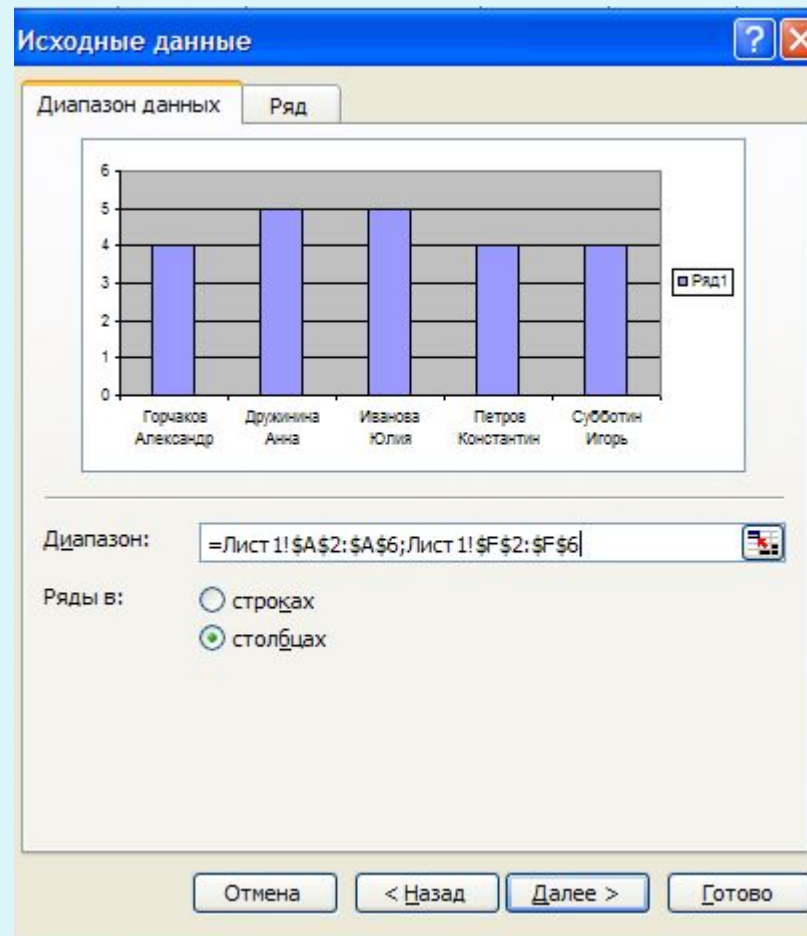 Исходные данные
Диапазон данных Ряд
6
5
4
3
2
1
0
Ряд1
Горчаков Дружинина Иванова Петров Субботин
Александр Анна Юлия Константин Игорь
Диапазон: =Лист1!$A$2:$A$6;Лист1!$F$2:$F$6
Ряды в: строках
столбцах
Отмена < Назад Далее > Готово